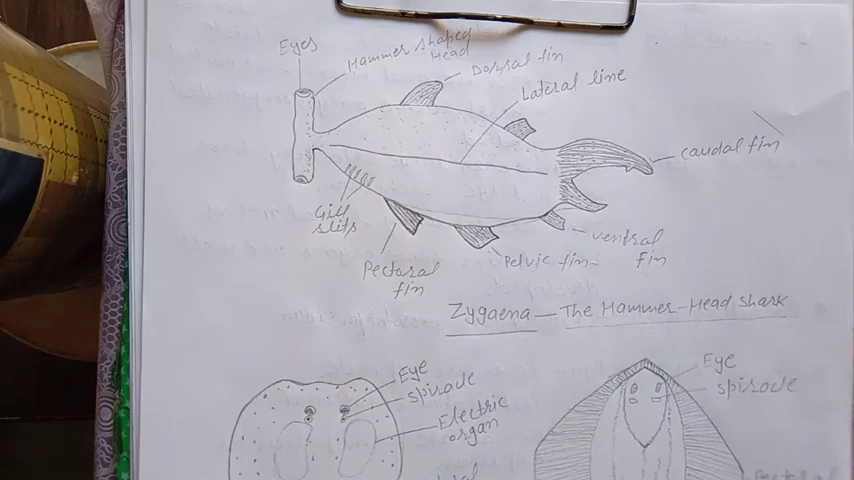 Eyes
Hammer shaped
Head
Dorsal fin
Lateral line
caudal fin
Gill
slits
Pectoral
fin
Pelvic fin
ventral
fin
Zygaena — The Hammer-Head Shark
Eye
spiracle
Electric
organ
Eye
spiracle